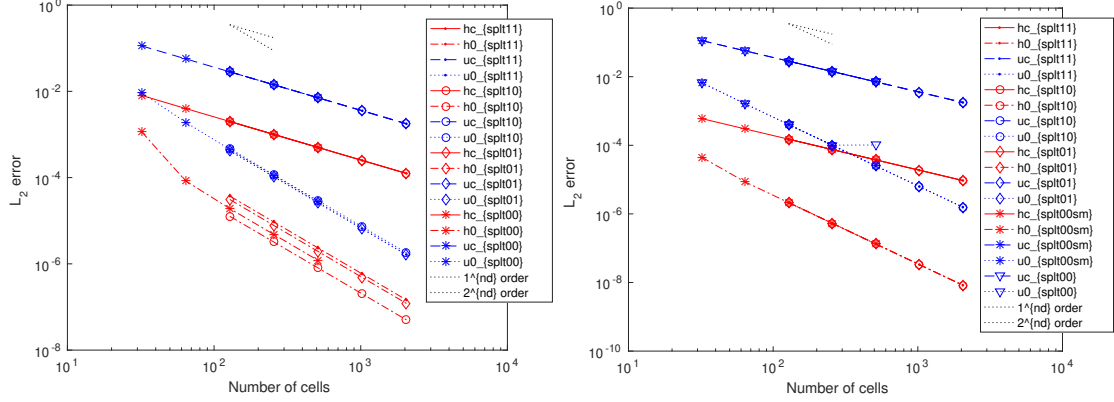 10^0
10^{-2}
10^{-4}
10^{-6}
10^{-8}
L_2 error
10^1
10^2
10^3
10^4
Number of cells
hc_{splt11}
h0_{splt11}
uc_{splt11}
u0_{splt11}
hc_{splt10}
h0_{splt10}
uc_{splt10}
u0_{splt10}
hc_{splt01}
h0_{splt01}
uc_{splt01}
u0_{splt01}
hc_{splt00}
h0_{splt00}
uc_{splt00}
u0_{splt00}
1^{nd} order
2^{nd} order
10^0
10^{-2}
10^{-4}
10^{-6}
10^{-8}
10^{-10}
L_2 error
10^1
10^2
10^3
10^4
Number of cells
hc_{splt11}
h0_{splt11}
uc_{splt11}
u0_{splt11}
hc_{splt10}
h0_{splt10}
uc_{splt10}
u0_{splt10}
hc_{splt01}
h0_{splt01}
uc_{splt01}
u0_{splt01}
hc_{splt00sm}
h0_{splt00sm}
uc_{splt00sm}
u0_{splt00sm}
uc_{splt00}
u0_{splt00}
1^{nd} order
2^{nd} order